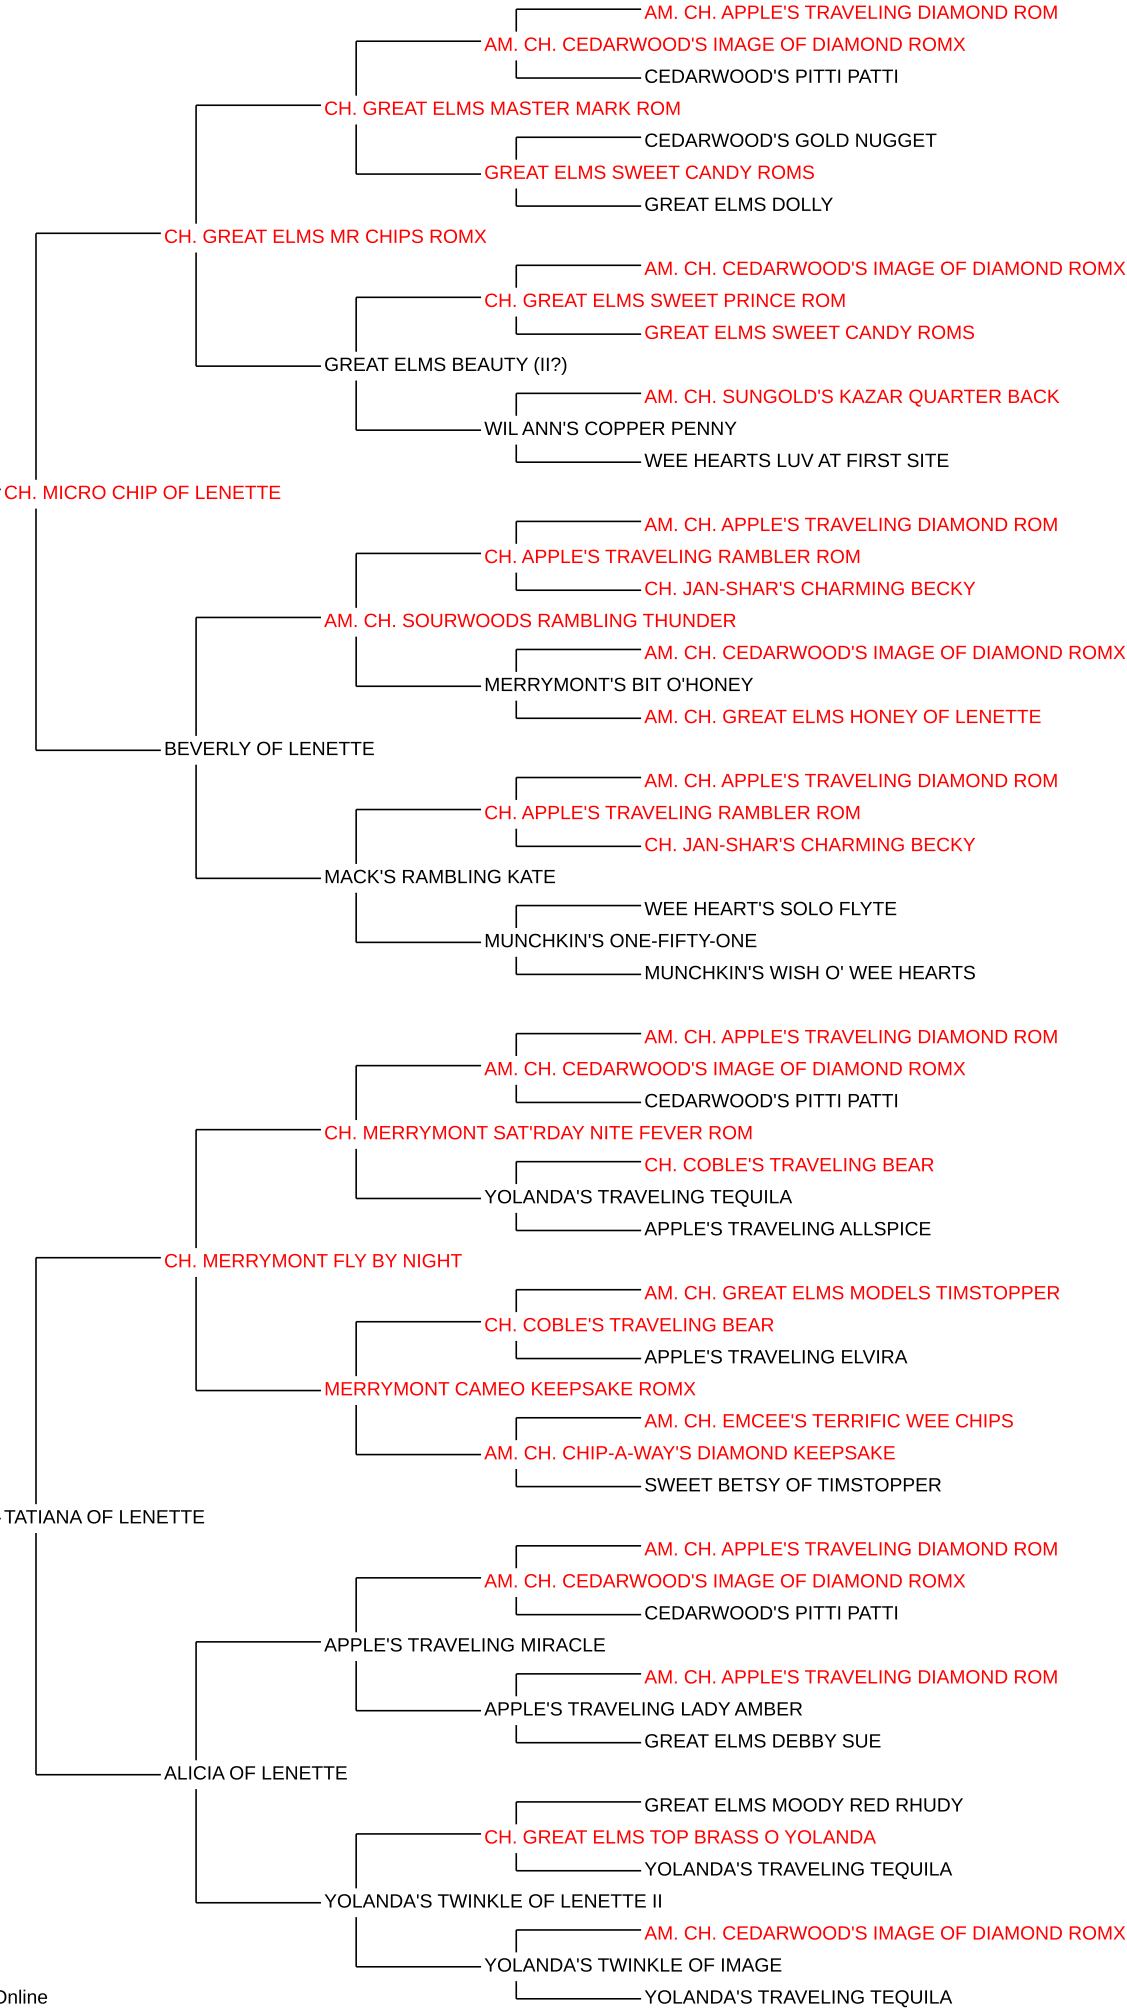 AM. CH. APPLE'S TRAVELING DIAMOND ROM
AM. CH. CEDARWOOD'S IMAGE OF DIAMOND ROMX
CEDARWOOD'S PITTI PATTI
CH. GREAT ELMS MASTER MARK ROM
CEDARWOOD'S GOLD NUGGET
GREAT ELMS SWEET CANDY ROMS
GREAT ELMS DOLLY
CH. GREAT ELMS MR CHIPS ROMX
AM. CH. CEDARWOOD'S IMAGE OF DIAMOND ROMX
CH. GREAT ELMS SWEET PRINCE ROM
GREAT ELMS SWEET CANDY ROMS
GREAT ELMS BEAUTY (II?)
AM. CH. SUNGOLD'S KAZAR QUARTER BACK
WIL ANN'S COPPER PENNY
WEE HEARTS LUV AT FIRST SITE
CH. MICRO CHIP OF LENETTE
AM. CH. APPLE'S TRAVELING DIAMOND ROM
CH. APPLE'S TRAVELING RAMBLER ROM
CH. JAN-SHAR'S CHARMING BECKY
AM. CH. SOURWOODS RAMBLING THUNDER
AM. CH. CEDARWOOD'S IMAGE OF DIAMOND ROMX
MERRYMONT'S BIT O'HONEY
AM. CH. GREAT ELMS HONEY OF LENETTE
BEVERLY OF LENETTE
AM. CH. APPLE'S TRAVELING DIAMOND ROM
CH. APPLE'S TRAVELING RAMBLER ROM
CH. JAN-SHAR'S CHARMING BECKY
MACK'S RAMBLING KATE
WEE HEART'S SOLO FLYTE
MUNCHKIN'S ONE-FIFTY-ONE
MUNCHKIN'S WISH O' WEE HEARTS
AM. CH. APPLE'S TRAVELING DIAMOND ROM
AM. CH. CEDARWOOD'S IMAGE OF DIAMOND ROMX
CEDARWOOD'S PITTI PATTI
CH. MERRYMONT SAT'RDAY NITE FEVER ROM
CH. COBLE'S TRAVELING BEAR
YOLANDA'S TRAVELING TEQUILA
APPLE'S TRAVELING ALLSPICE
CH. MERRYMONT FLY BY NIGHT
AM. CH. GREAT ELMS MODELS TIMSTOPPER
CH. COBLE'S TRAVELING BEAR
APPLE'S TRAVELING ELVIRA
MERRYMONT CAMEO KEEPSAKE ROMX
AM. CH. EMCEE'S TERRIFIC WEE CHIPS
AM. CH. CHIP-A-WAY'S DIAMOND KEEPSAKE
SWEET BETSY OF TIMSTOPPER
TATIANA OF LENETTE
AM. CH. APPLE'S TRAVELING DIAMOND ROM
AM. CH. CEDARWOOD'S IMAGE OF DIAMOND ROMX
CEDARWOOD'S PITTI PATTI
APPLE'S TRAVELING MIRACLE
AM. CH. APPLE'S TRAVELING DIAMOND ROM
APPLE'S TRAVELING LADY AMBER
GREAT ELMS DEBBY SUE
ALICIA OF LENETTE
GREAT ELMS MOODY RED RHUDY
CH. GREAT ELMS TOP BRASS O YOLANDA
YOLANDA'S TRAVELING TEQUILA
YOLANDA'S TWINKLE OF LENETTE II
AM. CH. CEDARWOOD'S IMAGE OF DIAMOND ROMX
YOLANDA'S TWINKLE OF IMAGE
Online
YOLANDA'S TRAVELING TEQUILA